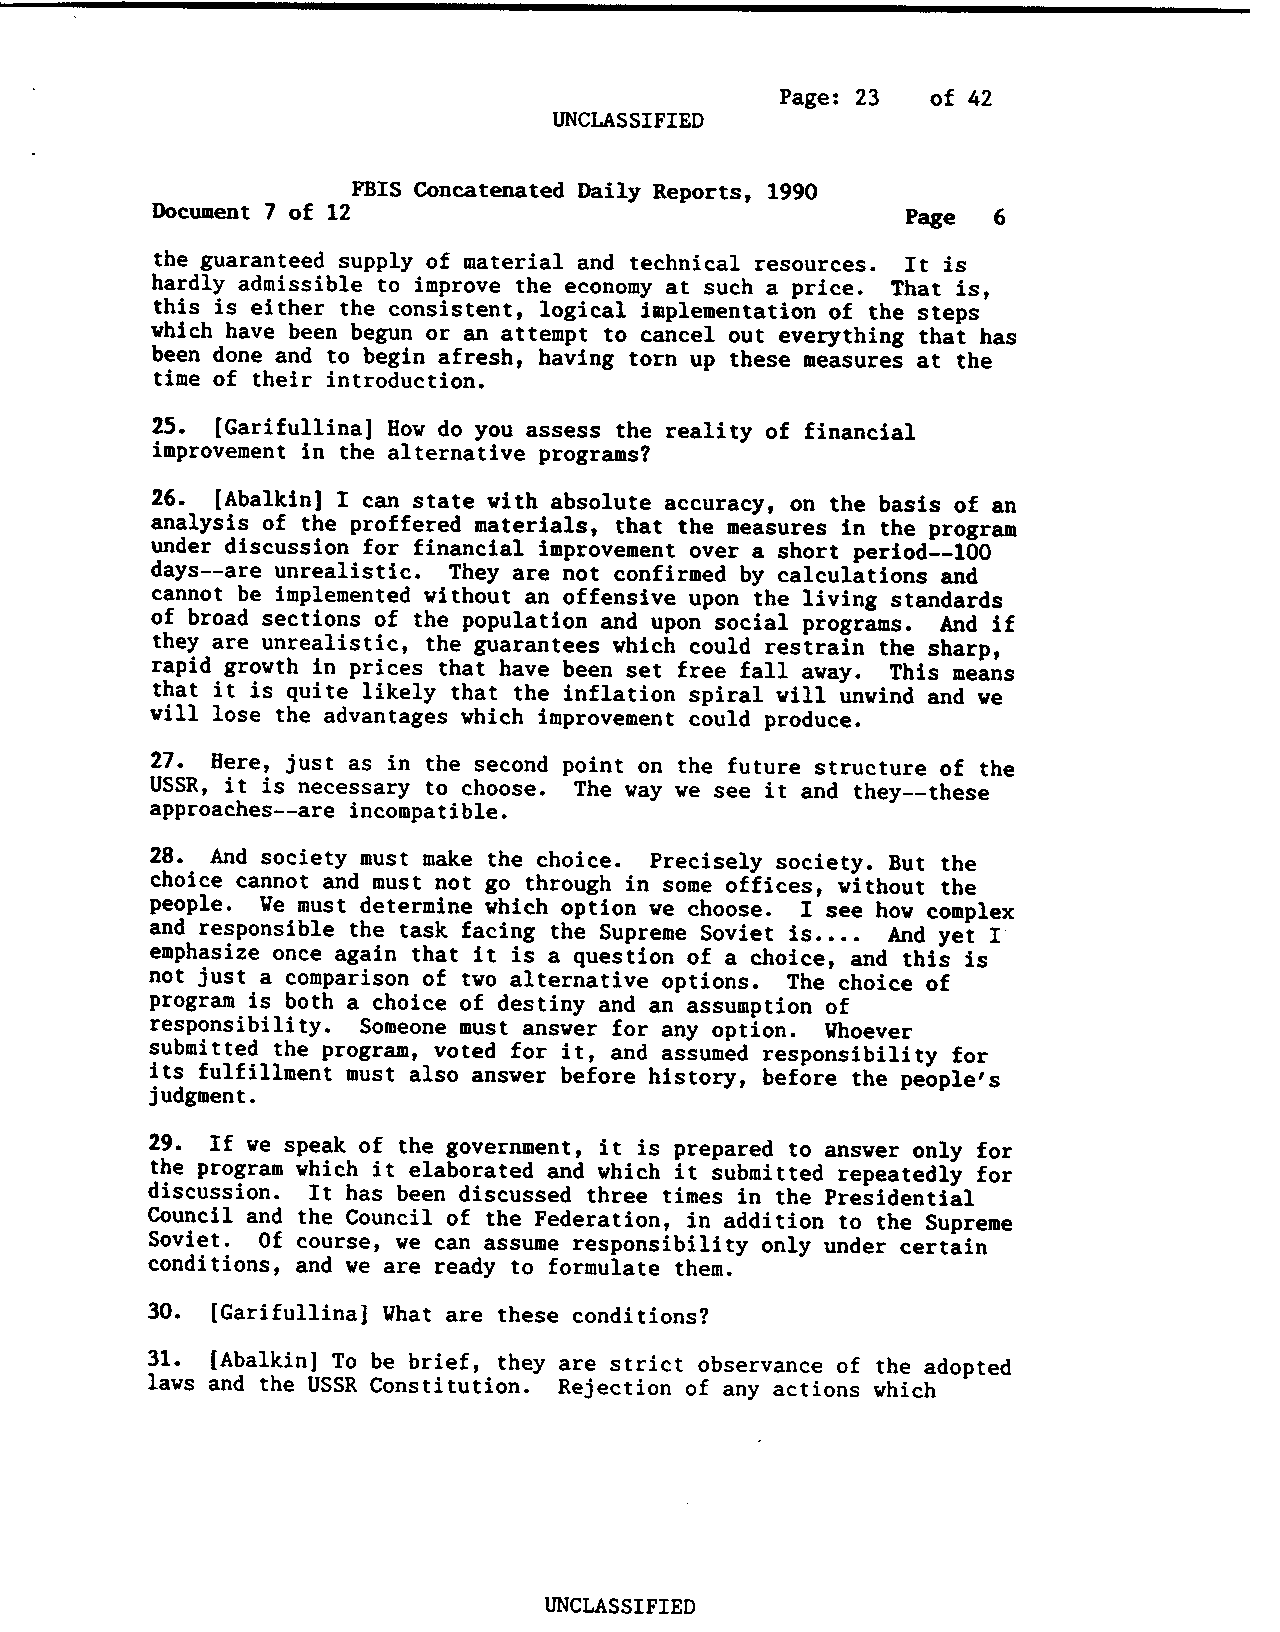 Page: 23 of 42
UNCLASSIFIED
FBIS Concatenated Daily Reports, 1990
Document 7 of 12 Page 6
the guaranteed supply of material and technical resources. It is
hardly admissible to improve the economy at such a price. That is,
this is either the consistent, logical implementation of the steps
which have been begun or an attempt to cancel out everything that has
been done and to begin afresh, having torn up these measures at the
time of their introduction.
25. [Garifullina] How do you assess the reality of financial
improvement in the alternative programs?
26. [Abalkin] I can state with absolute accuracy, on the basis of an
analysis of the proffered materials, that the measures in the program
under discussion for financial improvement over a short period--100
days--are unrealistic. They are not confirmed by calculations and
cannot be implemented without an offensive upon the living standards
of broad sections of the population and upon social programs. And if
they are unrealistic, the guarantees which could restrain the sharp,
rapid growth in prices that have been set free fall away. This means
that it is quite likely that the inflation spiral will unwind and we
will lose the advantages which improvement could produce.
27. Here, just as in the second point on the future structure of the
USSR, it is necessary to choose. The way we see it and they--these
approaches--are incompatible.
28. And society must make the choice. Precisely society. But the
choice cannot and must not go through in some offices, without the
people. We must determine which option we choose. I see how complex
and responsible the task facing the Supreme Soviet is.... And yet I
emphasize once again that it is a question of a choice, and this is
not just a comparison of two alternative options. The choice of
program is both a choice of destiny and an assumption of
responsibility. Someone must answer for any option. Whoever
submitted the program, voted for it, and assumed responsibility for
its fulfillment must also answer before history, before the people's
judgment.
29. If we speak of the government, it is prepared to answer only for
the program which it elaborated and which it submitted repeatedly for
discussion. It has been discussed three times in the Presidential
Council and the Council of the Federation, in addition to the Supreme
Soviet. Of course, we can assume responsibility only under certain
conditions, and we are ready to formulate them.
30. [Garifullina] What are these conditions?
31. [Abalkin] To be brief, they are strict observance of the adopted
laws and the USSR Constitution. Rejection of any actions which
UNCLASSIFIED